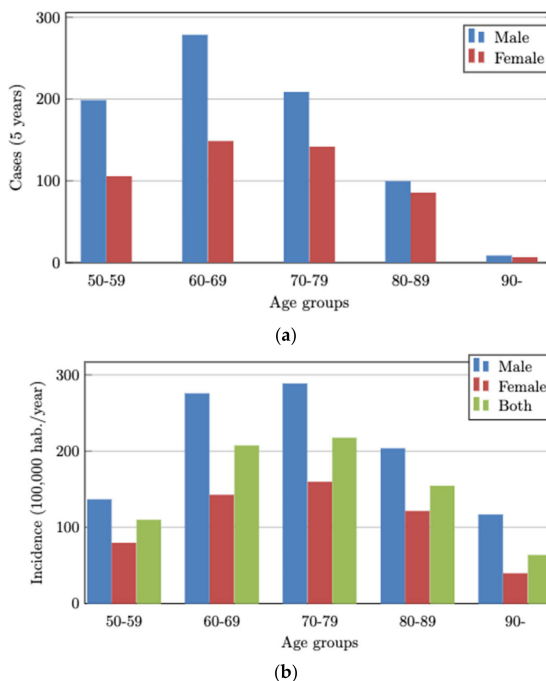 300
Male
Female
200
100
0
Cases (5 years)
50-59 60-69 70-79 80-89 90-
Age groups
(a)
Male
Female
Both
300
200
100
0
Incidence (100,000 hab./year)
50-59 60-69 70-79 80-89 90-
Age groups
(b)